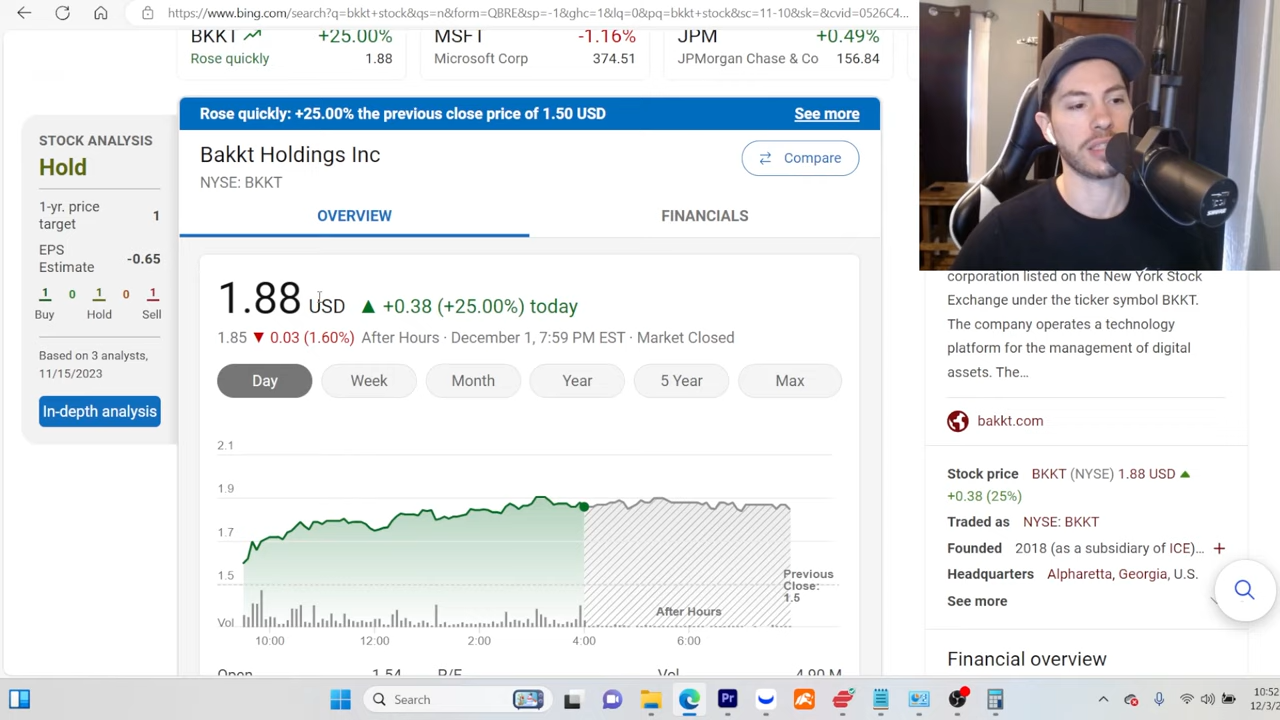 https://www.bing.com/search?q=bkkt+stock&qs=n&form=QBRE&sp=-1&ghc=1&lq=0&pq=bkkt+stock&sc=11-10&sk=&cvid=0526C4...
BKKT +25.00%
Rose quickly 1.88
MSFT -1.16%
Microsoft Corp 374.51
JPM +0.49%
JPMorgan Chase & Co 156.84
Rose quickly: +25.00% the previous close price of 1.50 USD See more
STOCK ANALYSIS
Hold
1-yr. price target 1
EPS Estimate -0.65
1 0 1 0 1
Buy Hold Sell
Based on 3 analysts,
11/15/2023
In-depth analysis
Bakkt Holdings Inc
NYSE: BKKT
Compare
OVERVIEW FINANCIALS
1.88 USD ▲ +0.38 (+25.00%) today
1.85 ▼ 0.03 (1.60%) After Hours · December 1, 7:59 PM EST · Market Closed
Day Week Month Year 5 Year Max
2.1
1.9
1.7
1.5
Vol
Previous
Close:
1.5
After Hours
10:00 12:00 2:00 4:00 6:00
Open 1.54 P/E Vol 4.90 M
SHURE
corporation listed on the New York Stock
Exchange under the ticker symbol BKKT.
The company operates a technology
platform for the management of digital
assets. The…
bakkt.com
Stock price BKKT (NYSE) 1.88 USD ▲
+0.38 (25%)
Traded as NYSE: BKKT
Founded 2018 (as a subsidiary of ICE)… +
Headquarters Alpharetta, Georgia, U.S.
See more
Financial overview
Search
Pr
10:52
12/3/2